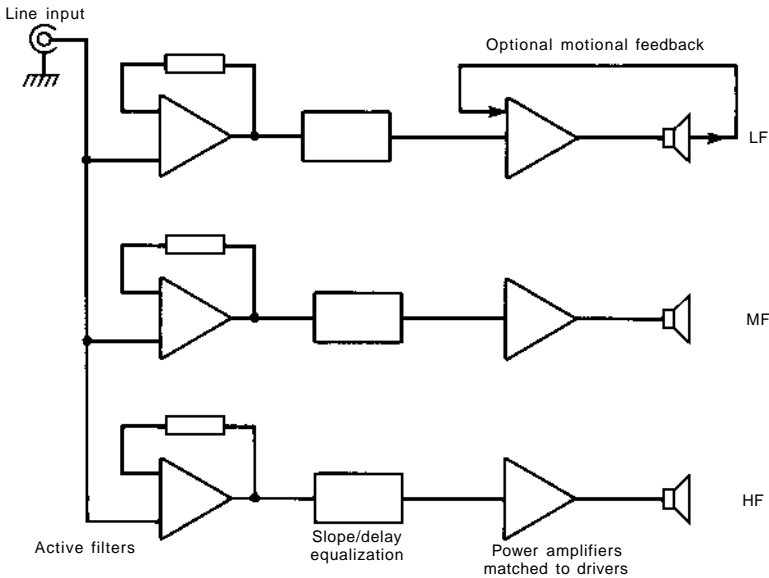 Line input
Optional motional feedback
LF
MF
HF
Active filters
Slope/delay
equalization
Power amplifiers
matched to drivers